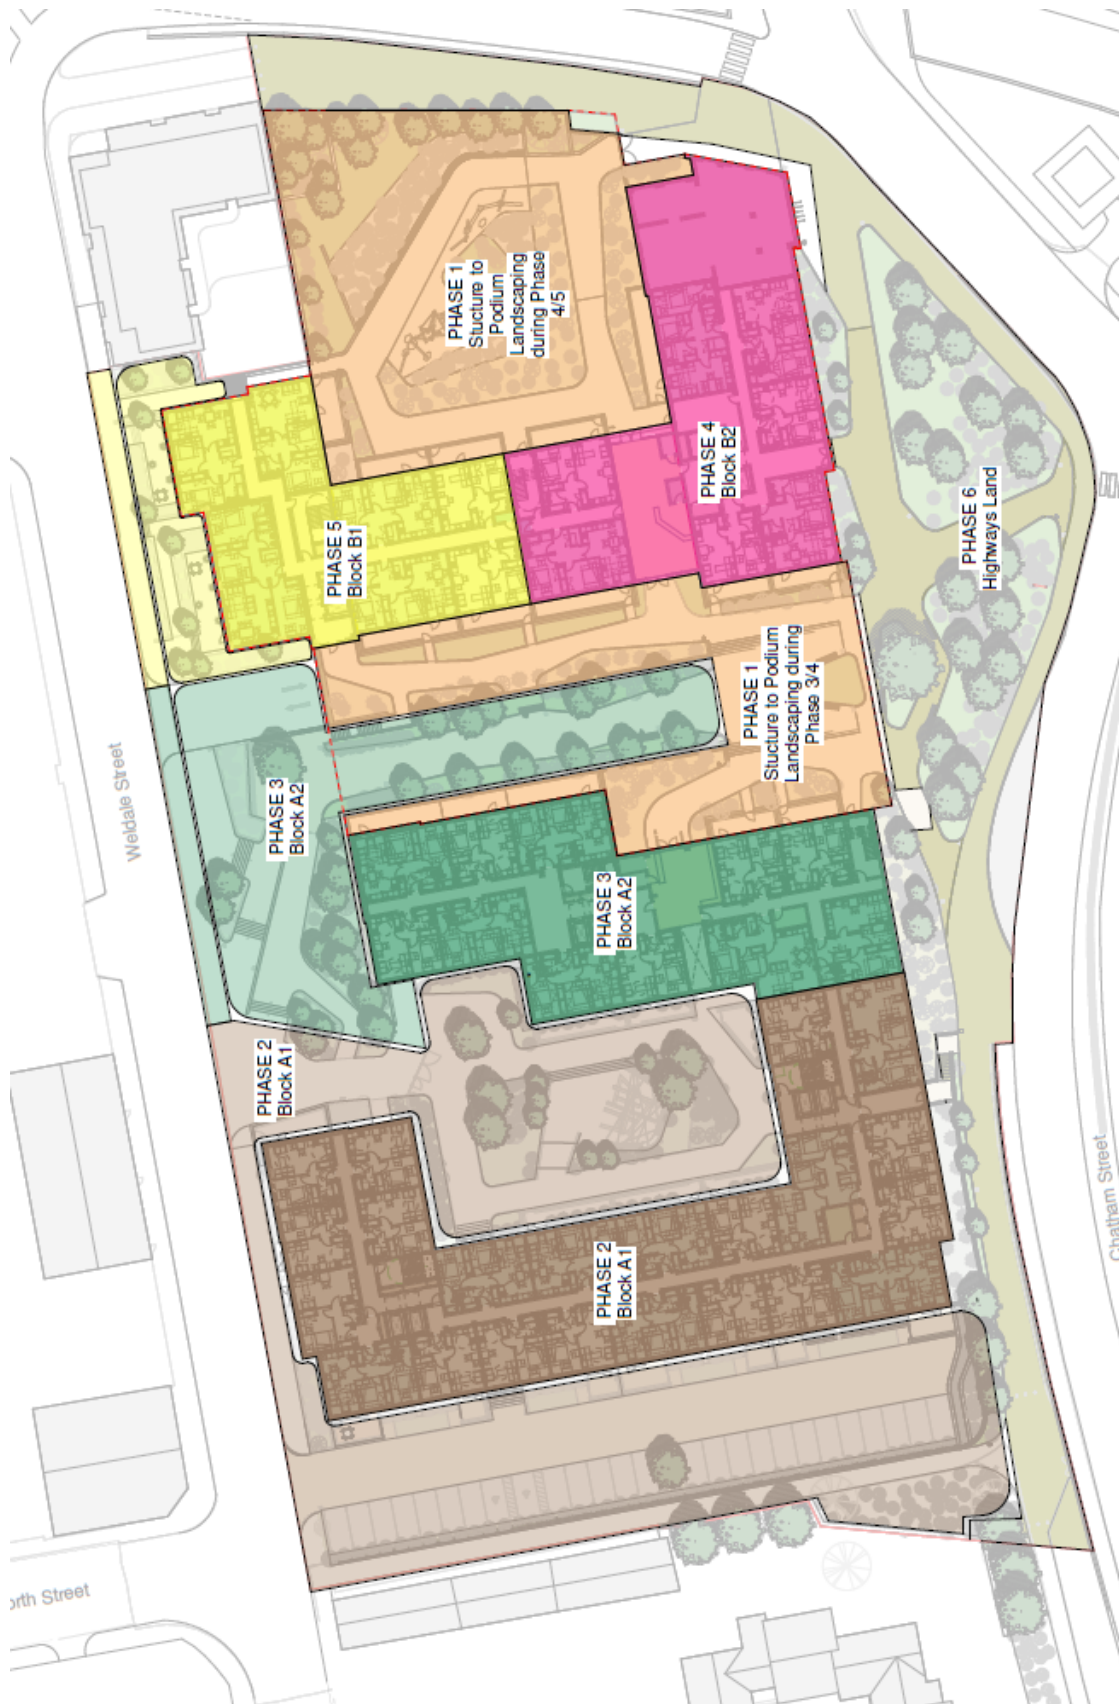 orth Street
Weldale Street
PHASE 2
Block A1
PHASE 3
Block A2
PHASE 5
Block B1
PHASE 1
Stucture to
Podium
Landscaping
during Phase
4/5
PHASE 2
Block A1
PHASE 3
Block A2
PHASE 4
Block B2
PHASE 1
Stucture to Podium
Landscaping during
Phase 3/4
PHASE 6
Highways Land
Chatham Street